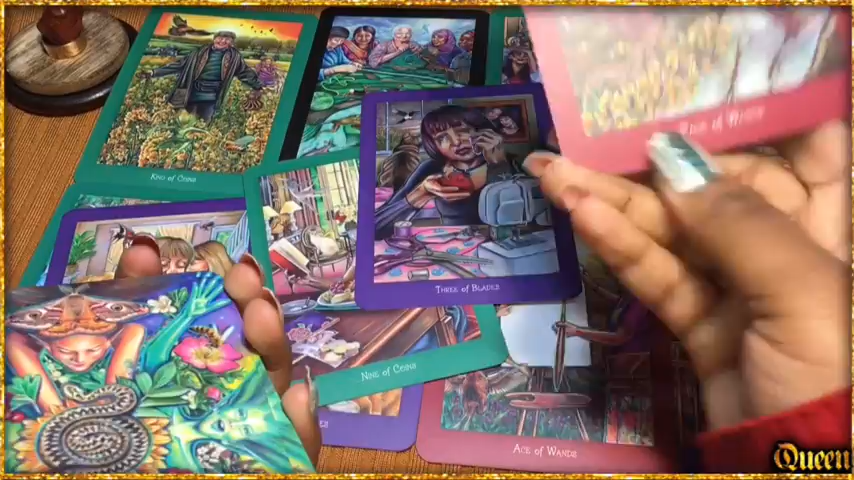 King of Coins
Three of Blades
Nine of Coins
Ace of Wands
Queen